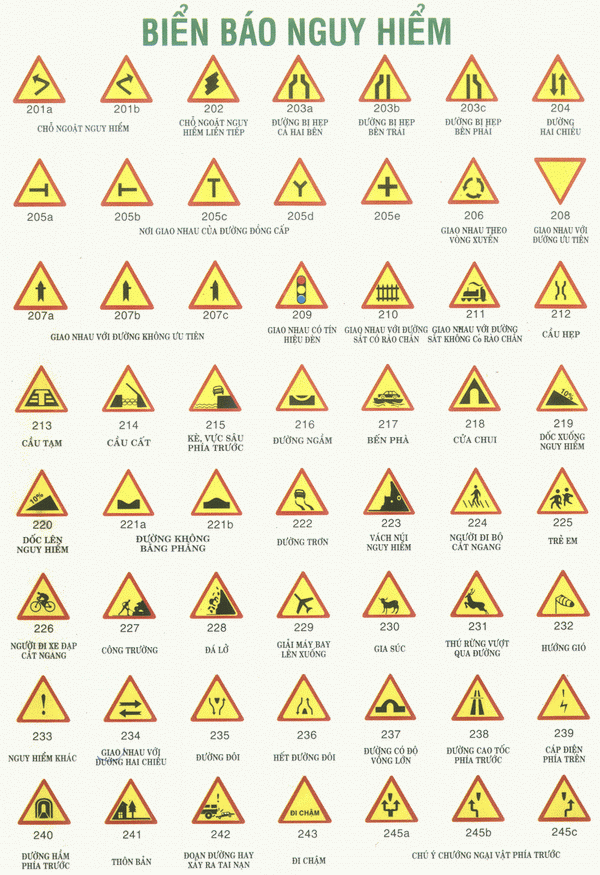 BIỂN BÁO NGUY HIỂM
201a 201b 202 203a 203b 203c 204
CHỖ NGOẶT NGUY HIỂM
CHỖ NGOẶT NGUY
HIỂM LIÊN TIẾP
ĐƯỜNG BỊ HẸP
CẢ HAI BÊN
ĐƯỜNG BỊ HẸP
BÊN TRÁI
ĐƯỜNG BỊ HẸP
BÊN PHẢI
ĐƯỜNG
HAI CHIỀU
205a 205b 205c 205d 205e 206 208
NƠI GIAO NHAU CỦA ĐƯỜNG ĐỒNG CẤP
GIAO NHAU THEO
VÒNG XUYẾN
GIAO NHAU VỚI
ĐƯỜNG ƯU TIÊN
207a 207b 207c 209 210 211 212
GIAO NHAU VỚI ĐƯỜNG KHÔNG ƯU TIÊN
GIAO NHAU CÓ TÍN
HIỆU ĐÈN
GIAO NHAU VỚI ĐƯỜNG
SẮT CÓ RÀO CHẮN
GIAO NHAU VỚI ĐƯỜNG
SẮT KHÔNG Có RÀO CHẮN
CẦU HẸP
213 214 215 216 217 218 219
10%
CẦU TẠM
CẦU CẤT
KÈ, VỰC SÂU
PHÍA TRƯỚC
ĐƯỜNG NGẦM
BẾN PHÀ
CỬA CHUI
DỐC XUỐNG
NGUY HIỂM
10%
220 221a 221b 222 223 224 225
DỐC LÊN
NGUY HIỂM
ĐƯỜNG KHÔNG
BẰNG PHẲNG
ĐƯỜNG TRƠN
VÁCH NÚI
NGUY HIỂM
NGƯỜI ĐI BỘ
CẮT NGANG
TRẺ EM
226 227 228 229 230 231 232
NGƯỜI ĐI XE ĐẠP
CẮT NGANG
CÔNG TRƯỜNG
ĐÁ LỞ
GIẢI MÁY BAY
LÊN XUỐNG
GIA SÚC
THÚ RỪNG VƯỢT
QUA ĐƯỜNG
HƯỚNG GIÓ
!
233 234 235 236 237 238 239
NGUY HIỂM KHÁC
GIAO NHAU VỚI
ĐƯỜNG HAI CHIỀU
ĐƯỜNG ĐÔI
HẾT ĐƯỜNG ĐÔI
ĐƯỜNG CÓ ĐỘ
VỒNG LỚN
ĐƯỜNG CAO TỐC
PHÍA TRƯỚC
CÁP ĐIỆN
PHÍA TRÊN
ĐI CHẬM
240 241 242 243 245a 245b 245c
ĐƯỜNG HẦM
PHÍA TRƯỚC
THÔN BẢN
ĐOẠN ĐƯỜNG HAY
XẢY RA TAI NẠN
ĐI CHẬM
CHÚ Ý CHƯỚNG NGẠI VẬT PHÍA TRƯỚC